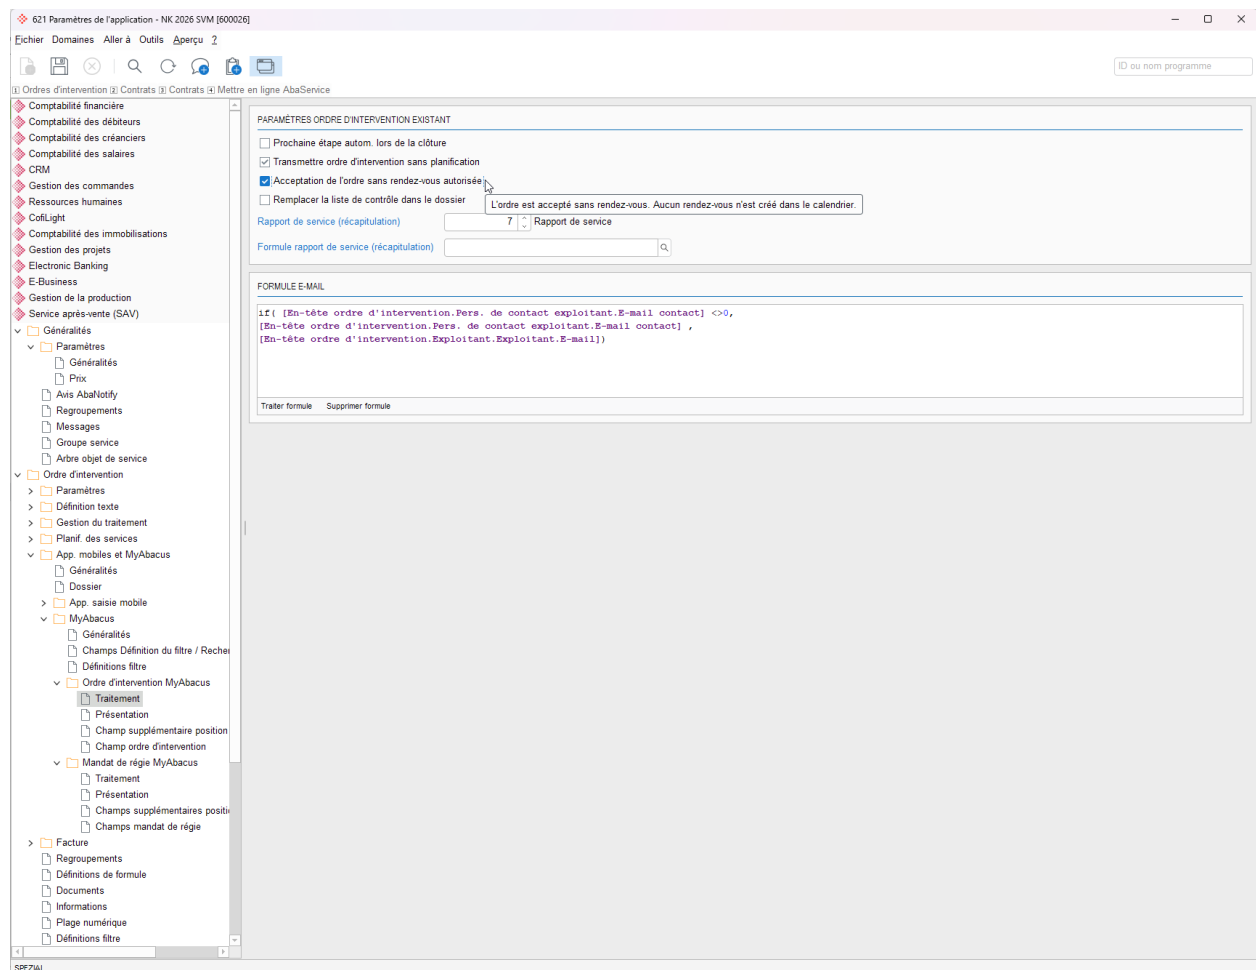 621 Paramètres de l'application - NK 2026 SVM [600026]
Fichier Domaines Aller à Outils Aperçu ?
ID ou nom programme
1 Ordres d'intervention 2 Contrats 3 Contrats 4 Mettre en ligne AbaService
Comptabilité financière
Comptabilité des débiteurs
Comptabilité des créanciers
Comptabilité des salaires
CRM
Gestion des commandes
Ressources humaines
CofiLight
Comptabilité des immobilisations
Gestion des projets
Electronic Banking
E-Business
Gestion de la production
Service après-vente (SAV)
Généralités
Paramètres
Généralités
Prix
Avis AbaNotify
Regroupements
Messages
Groupe service
Arbre objet de service
Ordre d'intervention
Paramètres
Définition texte
Gestion du traitement
Planif. des services
App. mobiles et MyAbacus
Généralités
Dossier
App. saisie mobile
MyAbacus
Généralités
Champs Définition du filtre / Recher
Définitions filtre
Ordre d'intervention MyAbacus
Traitement
Présentation
Champ supplémentaire position
Champ ordre d'intervention
Mandat de régie MyAbacus
Traitement
Présentation
Champs supplémentaires positi
Champs mandat de régie
Facture
Regroupements
Définitions de formule
Documents
Informations
Plage numérique
Définitions filtre
PARAMÈTRES ORDRE D'INTERVENTION EXISTANT
Prochaine étape autom. lors de la clôture
Transmettre ordre d'intervention sans planification
Acceptation de l'ordre sans rendez-vous autorisée
Remplacer la liste de contrôle dans le dossier
L'ordre est accepté sans rendez-vous. Aucun rendez-vous n'est créé dans le calendrier.
Rapport de service (récapitulation) 7 Rapport de service
Formule rapport de service (récapitulation)
FORMULE E-MAIL
if( [En-tête ordre d'intervention.Pers. de contact exploitant.E-mail contact] <>0,
[En-tête ordre d'intervention.Pers. de contact exploitant.E-mail contact] ,
[En-tête ordre d'intervention.Exploitant.Exploitant.E-mail])
Traiter formule Supprimer formule
SPEZIAL